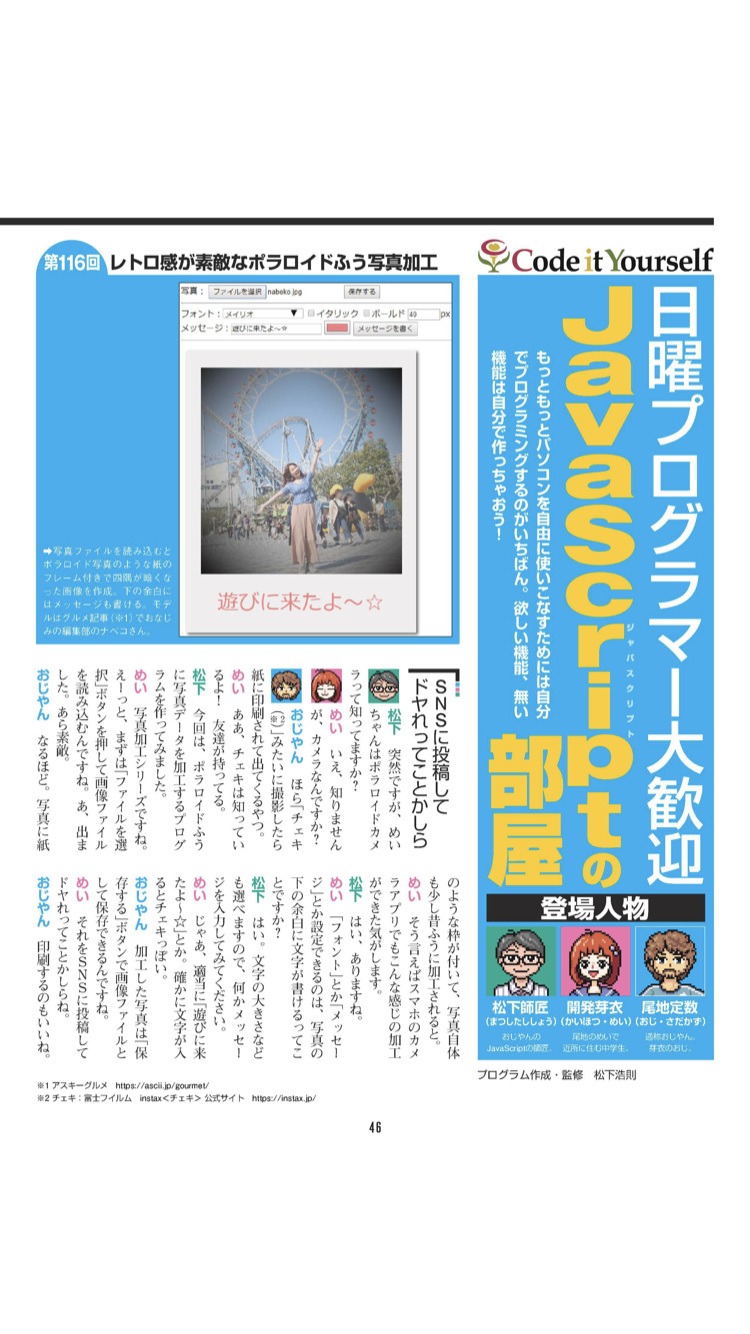 Code it Yourself
日曜プログラマー大歓迎
JavaScriptの部屋
ジャバスクリプト
もっともっとパソコンを自由に使いこなすためには自分
でプログラミングするのがいちばん。欲しい機能、無い
機能は自分で作っちゃおう！
登場人物
松下師匠
（まつしたししょう）
おじやんの
JavaScriptの師匠。
開発芽衣
（かいはつ・めい）
尾地のめいで
近所に住む中学生。
尾地定数
（おじ・さだかず）
通称おじやん。
芽衣のおじ。
プログラム作成・監修　松下浩則
第116回 レトロ感が素敵なポラロイドふう写真加工
写真： ファイルを選択 nabeko.jpg 保存する
フォント：メイリオ ▼ イタリック ボールド 40 px
メッセージ：遊びに来たよ～☆ メッセージを書く
遊びに来たよ～☆
➡写真ファイルを読み込むと
ポラロイド写真のような紙の
フレーム付きで四隅が暗くな
った画像を作成。下の余白に
はメッセージも書ける。モデ
ルはグルメ記事（※1）でおなじ
みの編集部のナベコさん。
SNSに投稿して
ドヤれってことかしら
松下　突然ですが、めい
ちゃんはポラロイドカメ
ラって知ってますか？
めい　いえ、知りません
が、カメラなんですか？
おじやん　ほら「チェキ
（※2）」みたいに撮影したら
紙に印刷されて出てくるやつ。
めい　ああ、チェキは知ってい
るよ！　友達が持ってる。
松下　今回は、ポラロイドふう
に写真データを加工するプログ
ラムを作ってみました。
めい　写真加工シリーズですね。
えーっと、まずは「ファイルを選
択」ボタンを押して画像ファイル
を読み込むんですね。あ、出ま
した。あら素敵。
おじやん　なるほど。写真に紙
のような枠が付いて、写真自体
も少し昔ふうに加工されると。
めい　そう言えばスマホのカメ
ラアプリでもこんな感じの加工
ができた気がします。
松下　はい、ありますね。
めい　「フォント」とか「メッセー
ジ」とか設定できるのは、写真の
下の余白に文字が書けるってこ
とですか？
松下　はい。文字の大きさなど
も選べますので、何かメッセー
ジを入力してみてください。
めい　じゃあ、適当に「遊びに来
たよ～☆」とか。確かに文字が入
るとチェキっぽい。
おじやん　加工した写真は「保
存する」ボタンで画像ファイルと
して保存できるんですね。
めい　それをSNSに投稿して
ドヤれってことかしらね。
おじやん　印刷するのもいいね。
※1 アスキーグルメ　https://ascii.jp/gourmet/
※2 チェキ：富士フイルム　instax＜チェキ＞ 公式サイト　https://instax.jp/
46